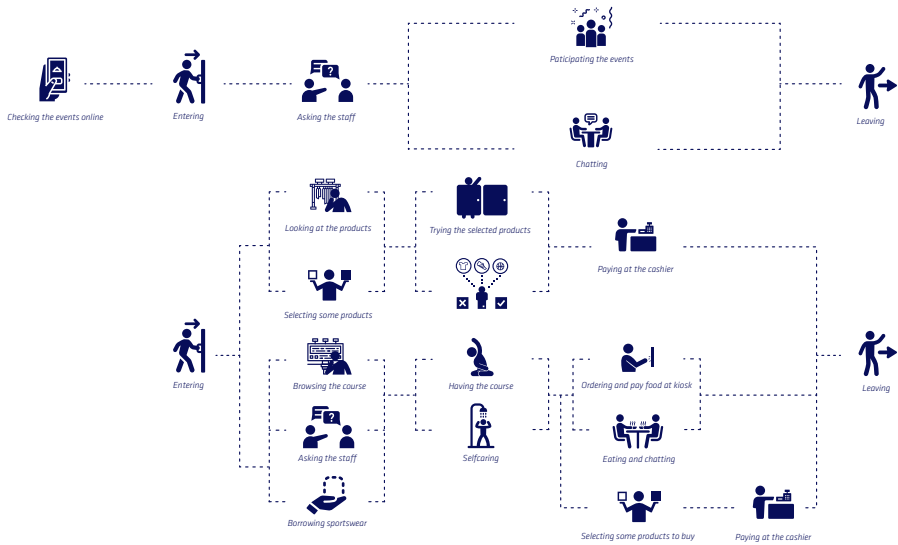 Paticipating the events
Checking the events online
Entering
Asking the staff
Leaving
Chatting
Looking at the products
Trying the selected products
Paying at the cashier
Selecting some products
Entering
Browsing the course
Having the course
Ordering and pay food at kiosk
Leaving
Asking the staff
Selfcaring
Eating and chatting
Borrowing sportswear
Selecting some products to buy
Paying at the cashier